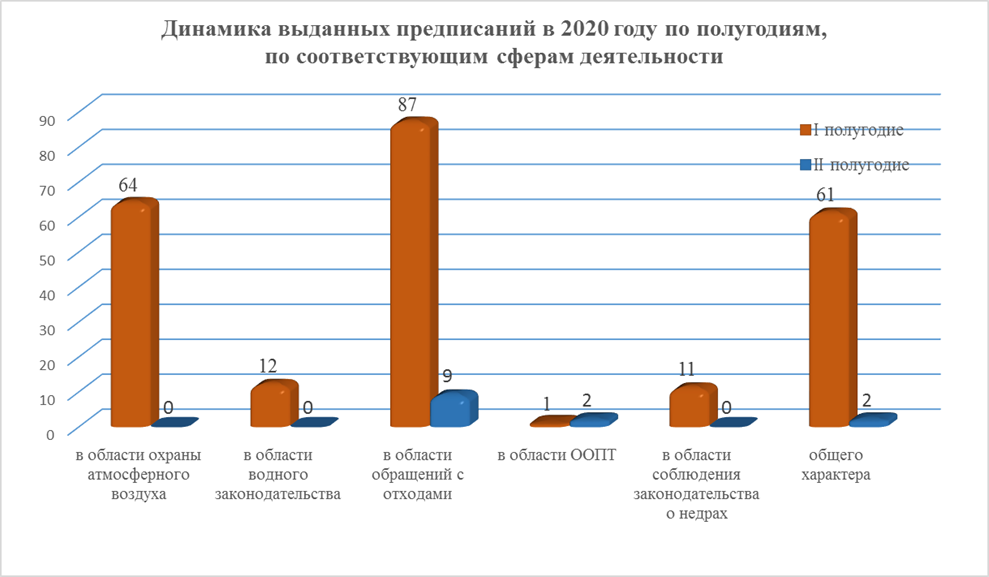 Динамика выданных предписаний в 2020 году по полугодиям,
по соответствующим сферам деятельности
90
80
70
60
50
40
30
20
10
0
64
0
12
0
87
9
1
2
11
0
61
2
I полугодие
II полугодие
в области охраны
атмосферного
воздуха
в области
водного
законодательства
в области
обращений с
отходами
в области ООПТ
в области
соблюдения
законодательства
о недрах
общего
характера